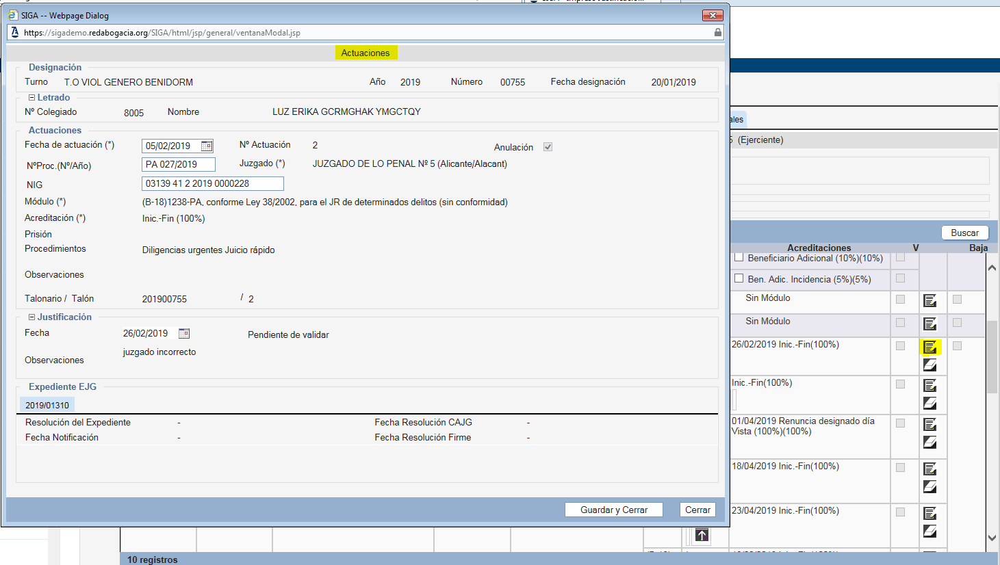 SIGA -- Webpage Dialog
https://sigademo.redabogacia.org/SIGA/html/jsp/general/ventanaModal.jsp
Actuaciones
Designación
Turno T.O VIOL GENERO BENIDORM Año 2019 Número 00755 Fecha designación 20/01/2019
Letrado
Nº Colegiado 8005 Nombre LUZ ERIKA GCRMGHAK YMGCTQY
Actuaciones
Fecha de actuación (*) 05/02/2019 Nº Actuación 2 Anulación
NºProc.(Nº/Año) PA 027/2019 Juzgado (*) JUZGADO DE LO PENAL Nº 5 (Alicante/Alacant)
NIG 03139 41 2 2019 0000228
Módulo (*) (B-18)1238-PA, conforme Ley 38/2002, para el JR de determinados delitos (sin conformidad)
Acreditación (*) Inic.-Fin (100%)
Prisión
Procedimientos Diligencias urgentes Juicio rápido
Observaciones
Talonario / Talón 201900755 / 2
Justificación
Fecha 26/02/2019 Pendiente de validar
Observaciones juzgado incorrecto
Expediente EJG
2019/01310
Resolución del Expediente - Fecha Resolución CAJG -
Fecha Notificación - Fecha Resolución Firme -
Guardar y Cerrar Cerrar
ales
5 (Ejerciente)
Buscar
Acreditaciones V Baja
Beneficiario Adicional (10%)(10%)
Ben. Adic. Incidencia (5%)(5%)
Sin Módulo
Sin Módulo
26/02/2019 Inic.-Fin(100%)
Inic.-Fin(100%)
01/04/2019 Renuncia designado día
Vista (100%)(100%)
18/04/2019 Inic.-Fin(100%)
23/04/2019 Inic.-Fin(100%)
10 registros